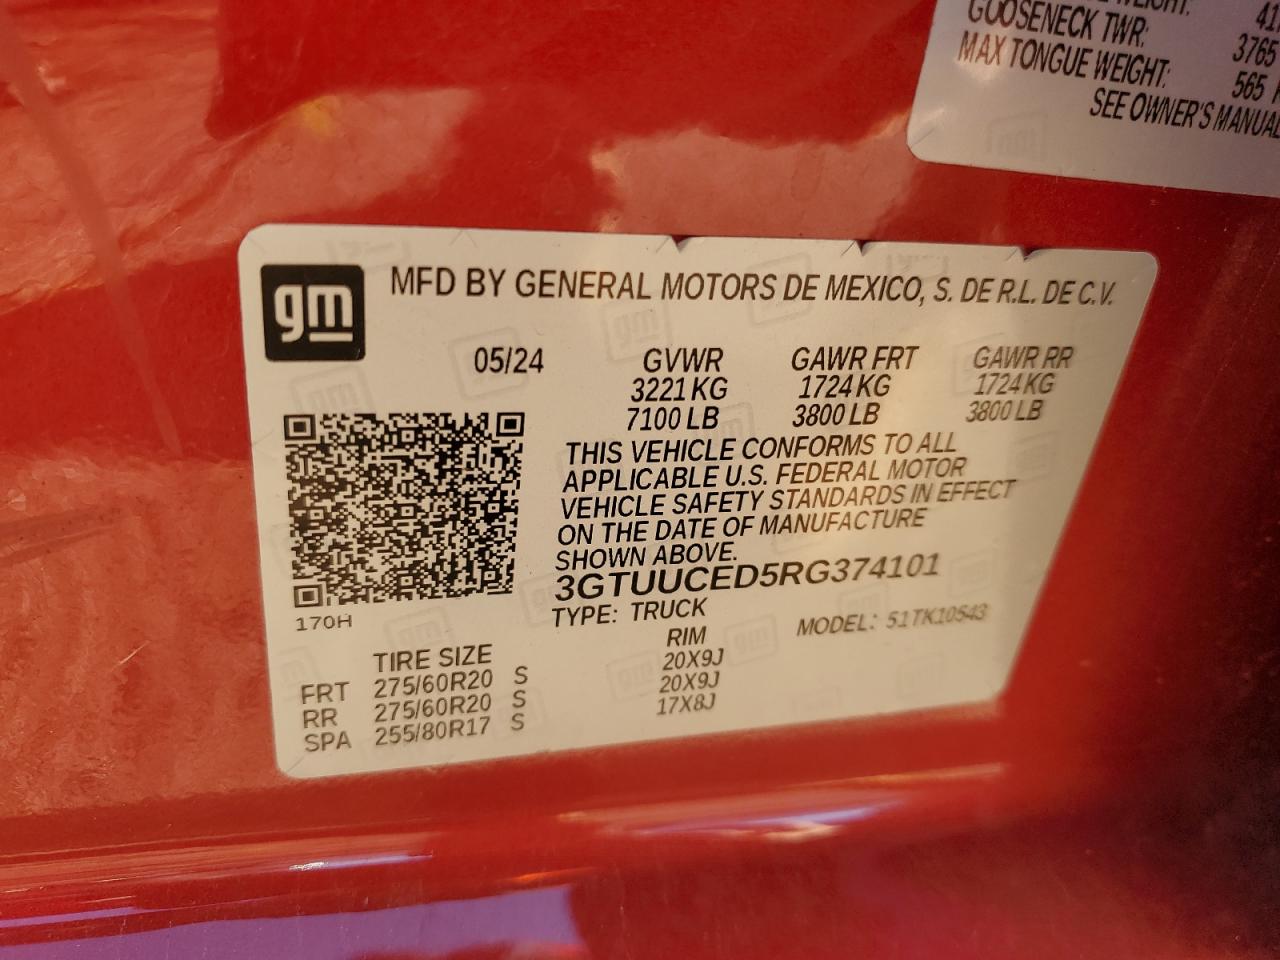 GOOSENECK TWR: 3765
MAX TONGUE WEIGHT: 565
SEE OWNER'S MANUAL
gm
MFD BY GENERAL MOTORS DE MEXICO, S. DE R.L. DE C.V.
05/24 GVWR GAWR FRT GAWR RR
3221 KG 1724 KG 1724 KG
7100 LB 3800 LB 3800 LB
THIS VEHICLE CONFORMS TO ALL
APPLICABLE U.S. FEDERAL MOTOR
VEHICLE SAFETY STANDARDS IN EFFECT
ON THE DATE OF MANUFACTURE
SHOWN ABOVE.
3GTUUCED5RG374101
170H
TYPE: TRUCK MODEL: 51TK10543
TIRE SIZE RIM
FRT 275/60R20 S 20X9J
RR 275/60R20 S 20X9J
SPA 255/80R17 S 17X8J